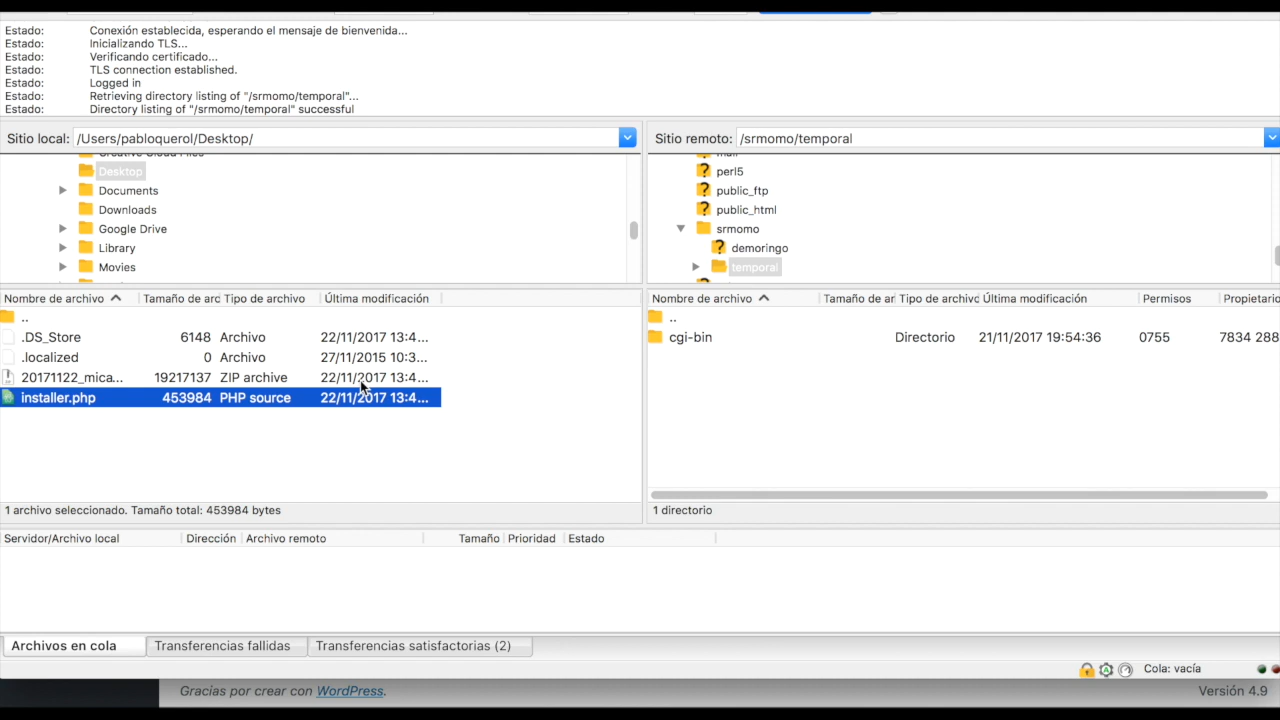 Estado: Conexión establecida, esperando el mensaje de bienvenida...
Estado: Inicializando TLS...
Estado: Verificando certificado...
Estado: TLS connection established.
Estado: Logged in
Estado: Retrieving directory listing of "/srmomo/temporal"...
Estado: Directory listing of "/srmomo/temporal" successful
Sitio local: /Users/pabloquerol/Desktop/
Desktop
Documents
Downloads
Google Drive
Library
Movies
Sitio remoto: /srmomo/temporal
perl5
public_ftp
public_html
srmomo
demoringo
temporal
Nombre de archivo Tamaño de arc Tipo de archivo Última modificación
..
.DS_Store 6148 Archivo 22/11/2017 13:4...
.localized 0 Archivo 27/11/2015 10:3...
20171122_mica... 19217137 ZIP archive 22/11/2017 13:4...
installer.php 453984 PHP source 22/11/2017 13:4...
1 archivo seleccionado. Tamaño total: 453984 bytes
Nombre de archivo Tamaño de ar Tipo de archivo Última modificación Permisos Propietario
..
cgi-bin Directorio 21/11/2017 19:54:36 0755 7834 288
1 directorio
Servidor/Archivo local Dirección Archivo remoto Tamaño Prioridad Estado
Archivos en cola Transferencias fallidas Transferencias satisfactorias (2)
Cola: vacía
Gracias por crear con WordPress. Versión 4.9